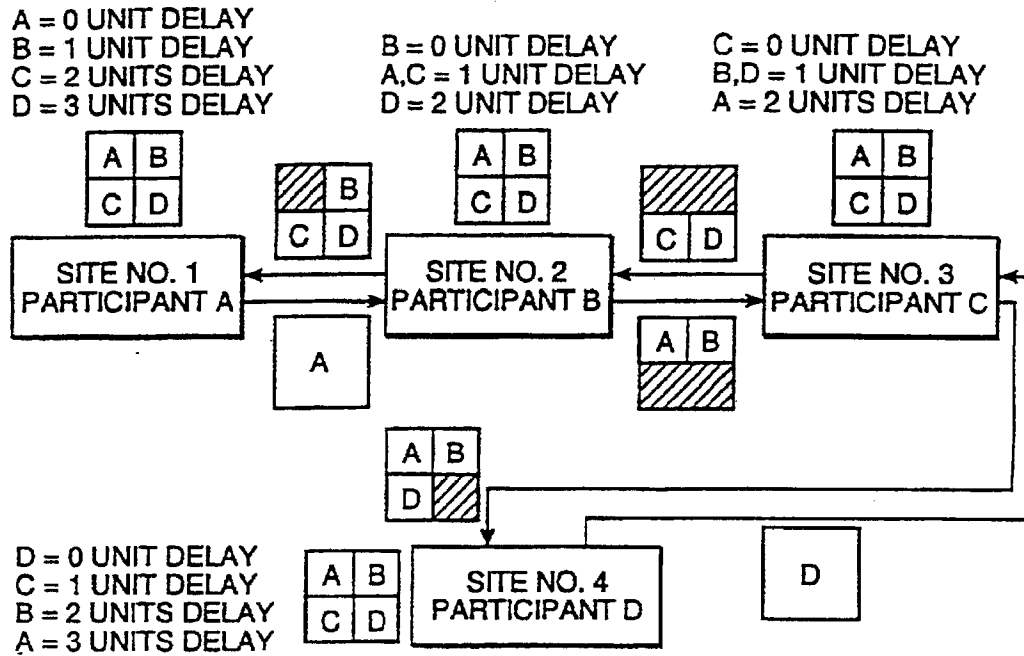 A = 0 UNIT DELAY
B = 1 UNIT DELAY
C = 2 UNITS DELAY
D = 3 UNITS DELAY
B = 0 UNIT DELAY
A,C = 1 UNIT DELAY
D = 2 UNIT DELAY
C = 0 UNIT DELAY
B,D = 1 UNIT DELAY
A = 2 UNITS DELAY
A B
C D
B
C D
A B
C D
C D
A B
C D
SITE NO. 1
PARTICIPANT A
SITE NO. 2
PARTICIPANT B
SITE NO. 3
PARTICIPANT C
A
A B
A B
D
D = 0 UNIT DELAY
C = 1 UNIT DELAY
B = 2 UNITS DELAY
A = 3 UNITS DELAY
A B
C D
SITE NO. 4
PARTICIPANT D
D